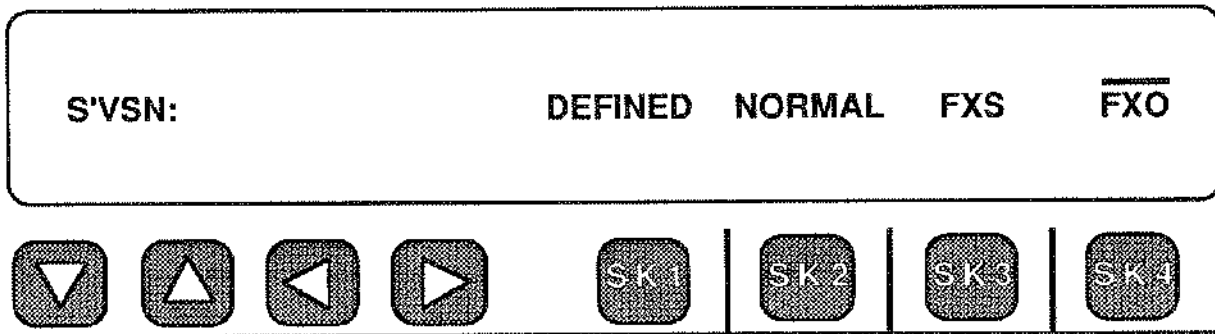 S'VSN: DEFINED NORMAL FXS FXO
SK1 SK2 SK3 SK4